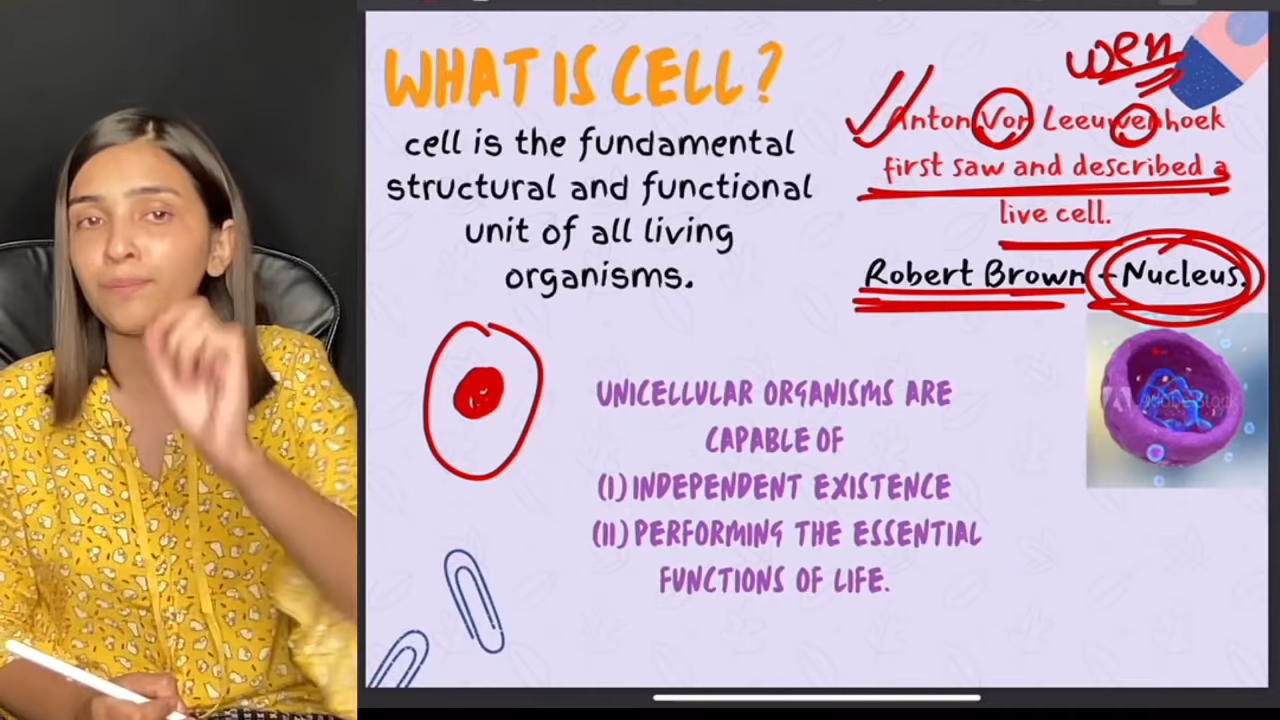 WHAT IS CELL?
cell is the fundamental
structural and functional
unit of all living
organisms.
wen
Anton Von Leeuwenhoek
first saw and described a
live cell.
Robert Brown - Nucleus.
UNICELLULAR ORGANISMS ARE
CAPABLE OF
(I) INDEPENDENT EXISTENCE
(II) PERFORMING THE ESSENTIAL
FUNCTIONS OF LIFE.